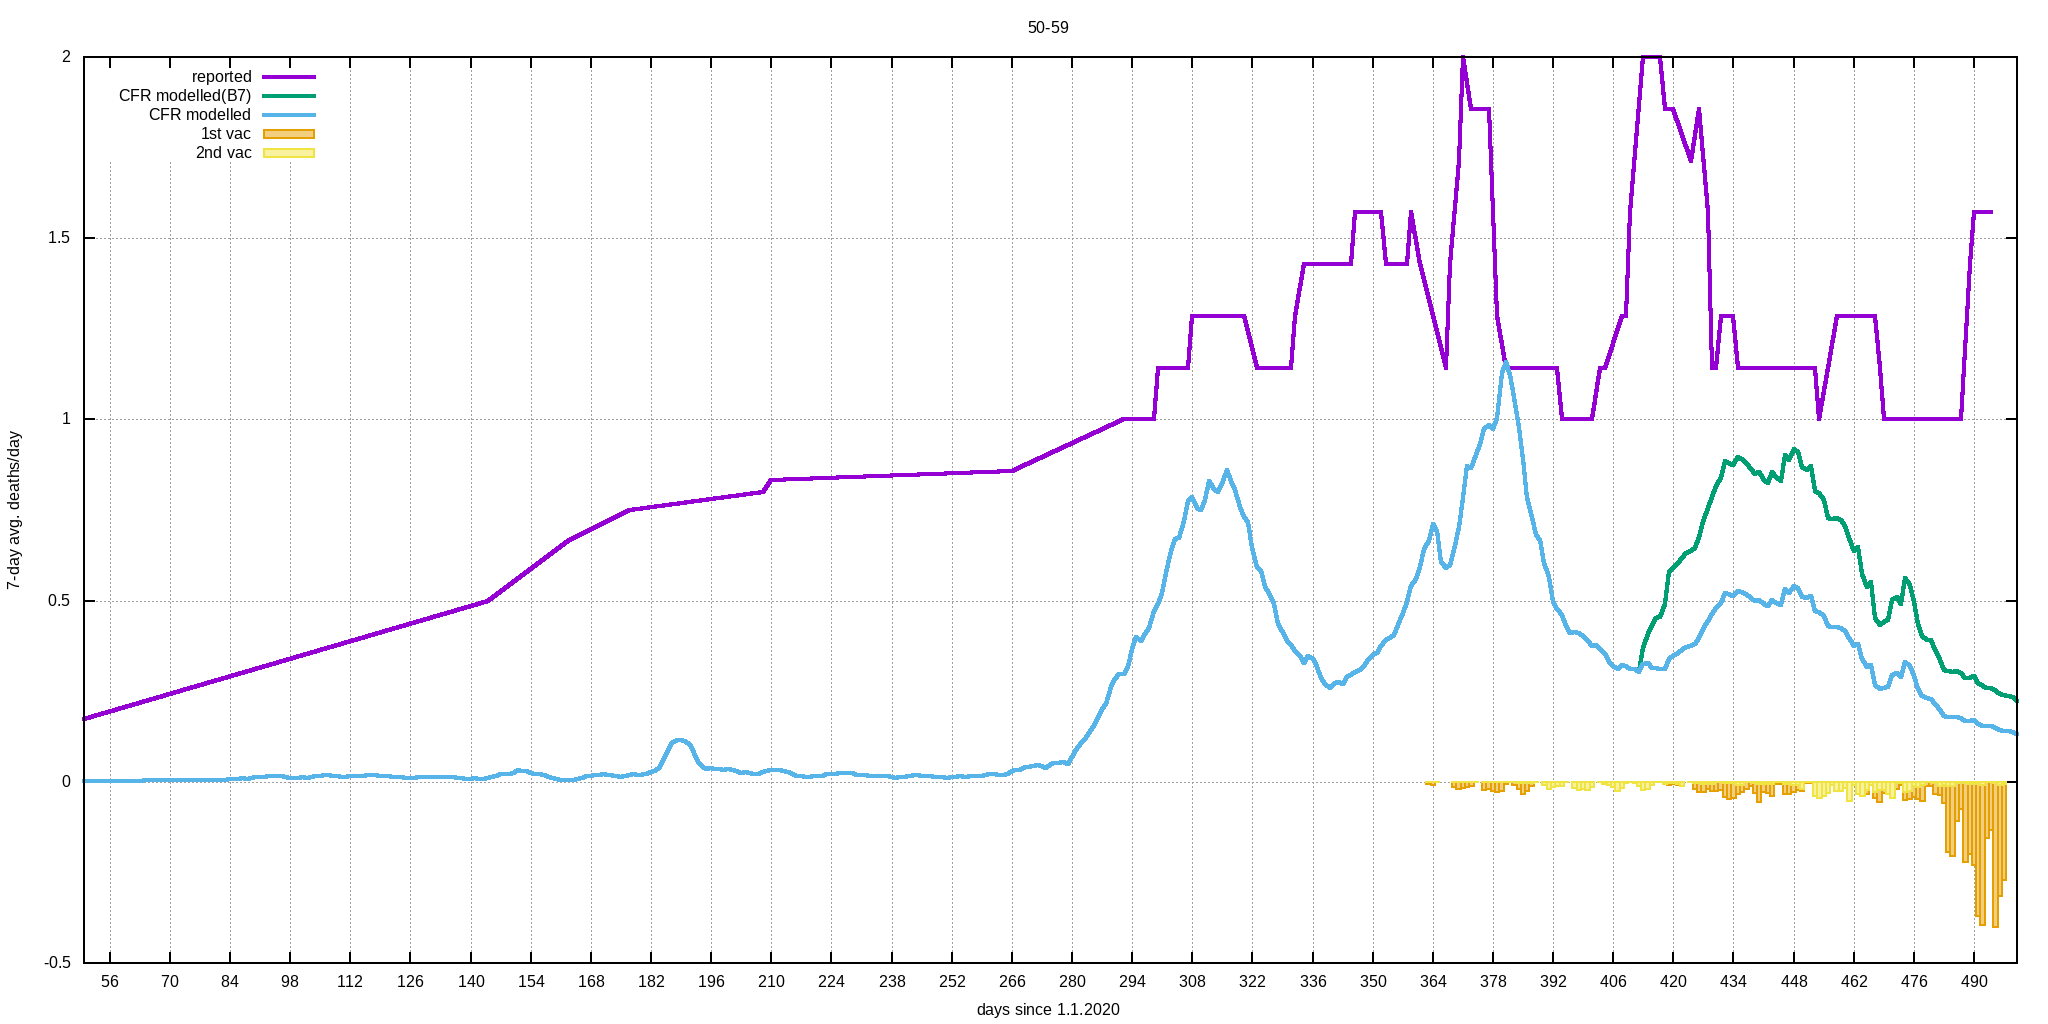 50-59
reported
CFR modelled(B7)
CFR modelled
1st vac
2nd vac
2
1.5
1
0.5
0
-0.5
7-day avg. deaths/day
56 70 84 98 112 126 140 154 168 182 196 210 224 238 252 266 280 294 308 322 336 350 364 378 392 406 420 434 448 462 476 490
days since 1.1.2020